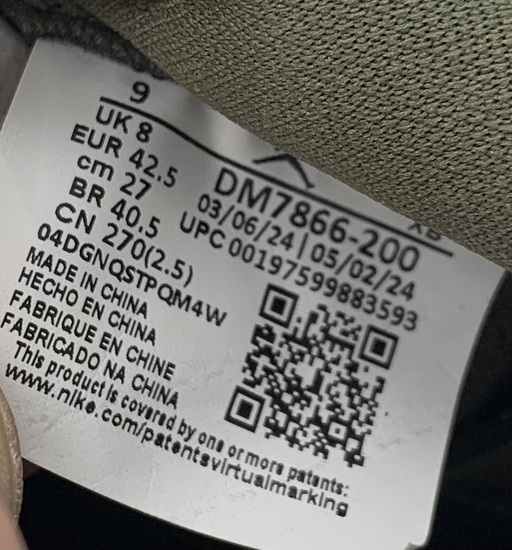 9
UK 8
EUR 42.5
cm 27
BR 40.5
CN 270(2.5)
04DGNQSTPQM4W
MADE IN CHINA
HECHO EN CHINA
FABRIQUE EN CHINE
FABRICADO NA CHINA
This product is covered by one or more patents:
www.nike.com/patentsvirtualmarking
XB
DM7866-200
03/06/24 | 05/02/24
UPC 00197599883593